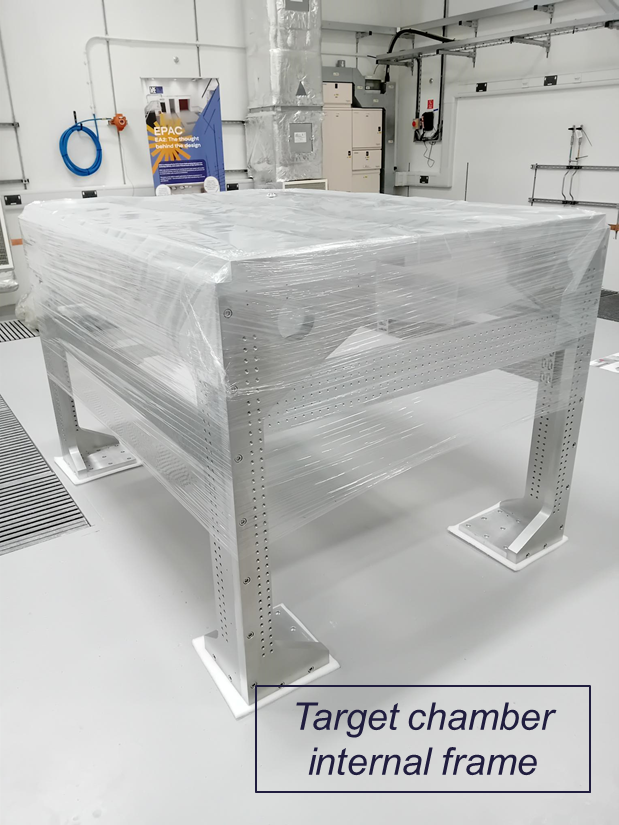 EPAC
EA2: The thought
behind the design
Target chamber
internal frame